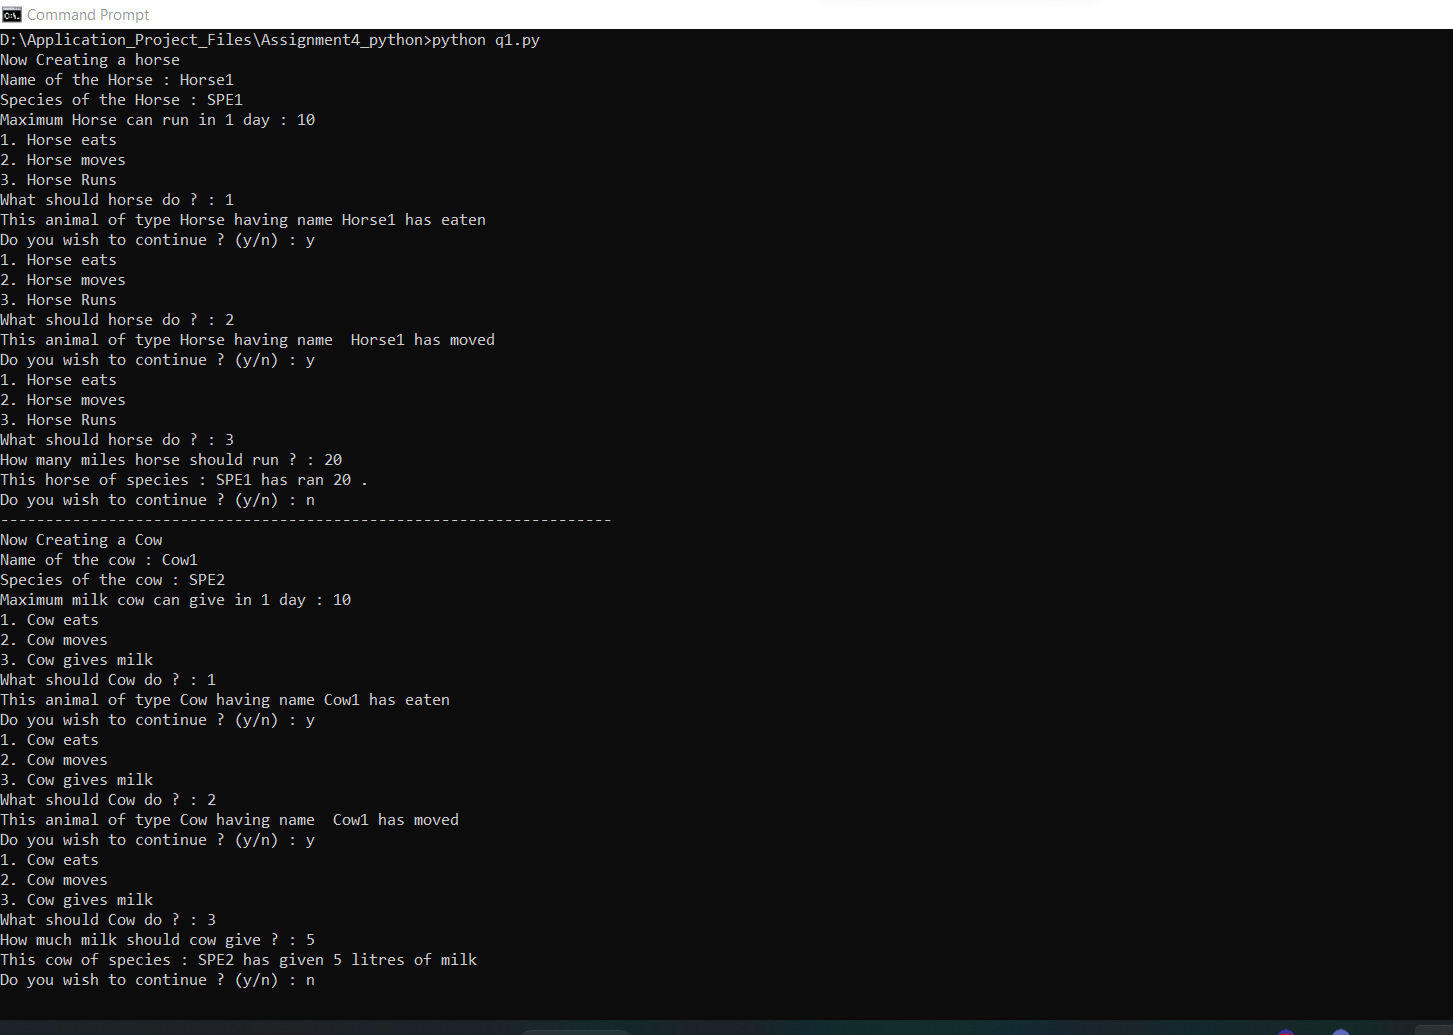 Command Prompt
D:\Application_Project_Files\Assignment4_python>python q1.py
Now Creating a horse
Name of the Horse : Horse1
Species of the Horse : SPE1
Maximum Horse can run in 1 day : 10
1. Horse eats
2. Horse moves
3. Horse Runs
What should horse do ? : 1
This animal of type Horse having name Horse1 has eaten
Do you wish to continue ? (y/n) : y
1. Horse eats
2. Horse moves
3. Horse Runs
What should horse do ? : 2
This animal of type Horse having name  Horse1 has moved
Do you wish to continue ? (y/n) : y
1. Horse eats
2. Horse moves
3. Horse Runs
What should horse do ? : 3
How many miles horse should run ? : 20
This horse of species : SPE1 has ran 20 .
Do you wish to continue ? (y/n) : n
--------------------------------------------------------------------
Now Creating a Cow
Name of the cow : Cow1
Species of the cow : SPE2
Maximum milk cow can give in 1 day : 10
1. Cow eats
2. Cow moves
3. Cow gives milk
What should Cow do ? : 1
This animal of type Cow having name Cow1 has eaten
Do you wish to continue ? (y/n) : y
1. Cow eats
2. Cow moves
3. Cow gives milk
What should Cow do ? : 2
This animal of type Cow having name  Cow1 has moved
Do you wish to continue ? (y/n) : y
1. Cow eats
2. Cow moves
3. Cow gives milk
What should Cow do ? : 3
How much milk should cow give ? : 5
This cow of species : SPE2 has given 5 litres of milk
Do you wish to continue ? (y/n) : n